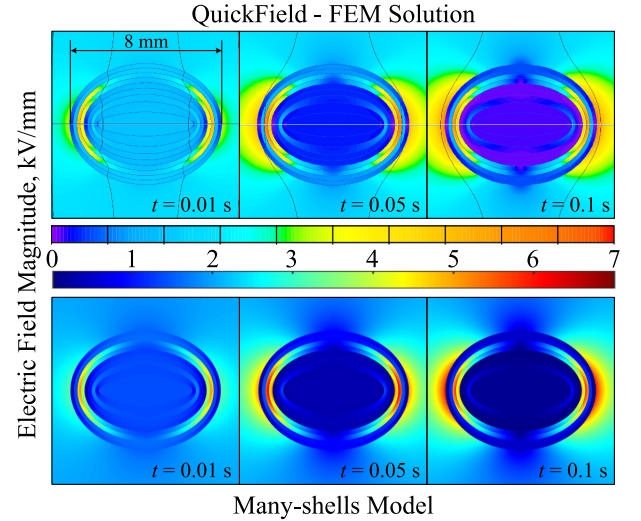 QuickField - FEM Solution
8 mm
t = 0.01 s
t = 0.05 s
t = 0.1 s
Electric Field Magnitude, kV/mm
0 1 2 3 4 5 6 7
t = 0.01 s
t = 0.05 s
t = 0.1 s
Many-shells Model